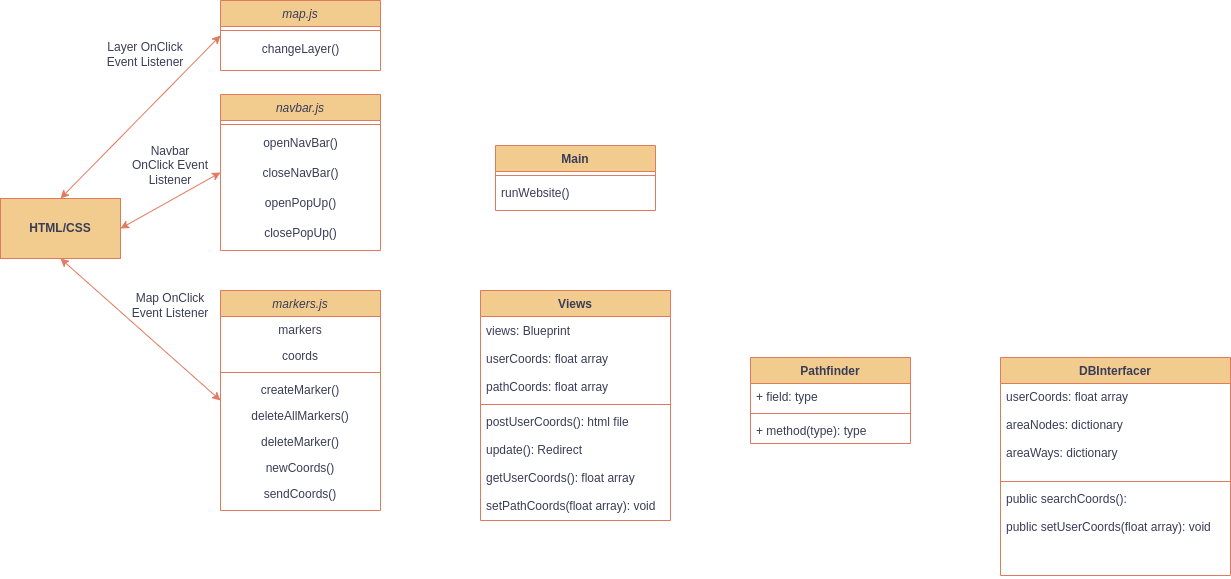 map.js
changeLayer()
Layer OnClick
Event Listener
navbar.js
openNavBar()
closeNavBar()
openPopUp()
closePopUp()
Navbar
OnClick Event
Listener
HTML/CSS
Map OnClick
Event Listener
markers.js
markers
coords
createMarker()
deleteAllMarkers()
deleteMarker()
newCoords()
sendCoords()
Main
runWebsite()
Views
views: Blueprint
userCoords: float array
pathCoords: float array
postUserCoords(): html file
update(): Redirect
getUserCoords(): float array
setPathCoords(float array): void
Pathfinder
+ field: type
+ method(type): type
DBInterfacer
userCoords: float array
areaNodes: dictionary
areaWays: dictionary
public searchCoords():
public setUserCoords(float array): void